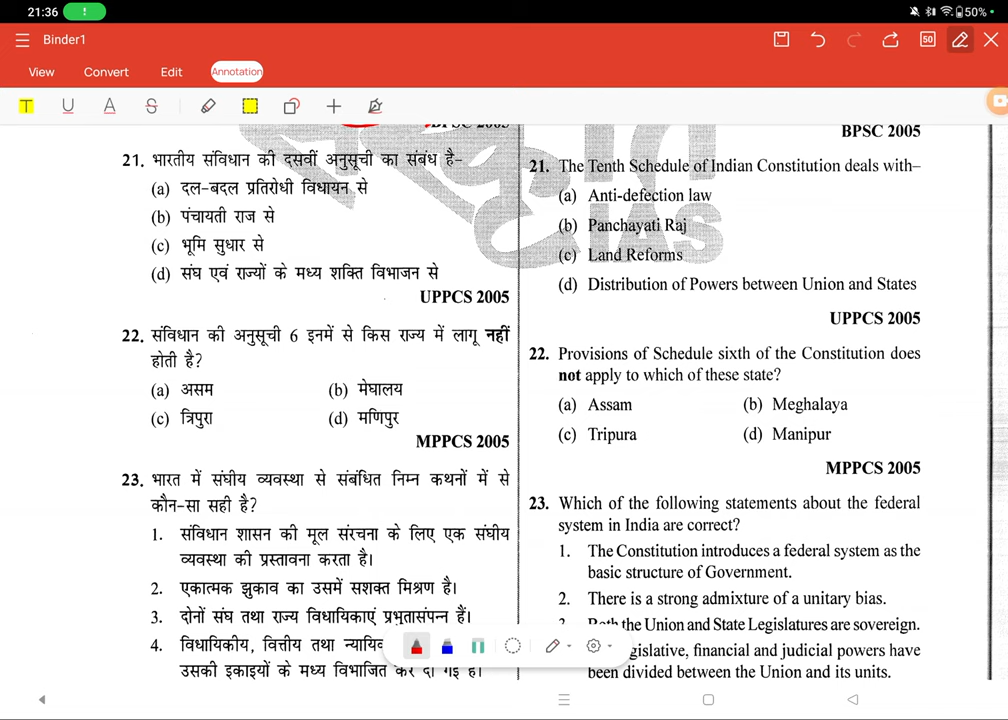 21:36
50%
Binder1
50
View Convert Edit Annotation
T U A S
BPSC 2005
21. भारतीय संविधान की दसवीं अनुसूची का संबंध है–
(a) दल-बदल प्रतिरोधी विधायन से
(b) पंचायती राज से
(c) भूमि सुधार से
(d) संघ एवं राज्यों के मध्य शक्ति विभाजन से
UPPCS 2005
22. संविधान की अनुसूची 6 इनमें से किस राज्य में लागू नहीं
होती है?
(a) असम (b) मेघालय
(c) त्रिपुरा (d) मणिपुर
MPPCS 2005
23. भारत में संघीय व्यवस्था से संबंधित निम्न कथनों में से
कौन-सा सही है?
1. संविधान शासन की मूल संरचना के लिए एक संघीय
व्यवस्था की प्रस्तावना करता है।
2. एकात्मक झुकाव का उसमें सशक्त मिश्रण है।
3. दोनों संघ तथा राज्य विधायिकाएं प्रभुतासंपन्न हैं।
4. विधायिकीय, वित्तीय तथा
उसकी इकाइयों के मध्य विभाजित कर दी गई हैं।
BPSC 2005
21. The Tenth Schedule of Indian Constitution deals with–
(a) Anti-defection law
(b) Panchayati Raj
(c) Land Reforms
(d) Distribution of Powers between Union and States
UPPCS 2005
22. Provisions of Schedule sixth of the Constitution does
not apply to which of these state?
(a) Assam (b) Meghalaya
(c) Tripura (d) Manipur
MPPCS 2005
23. Which of the following statements about the federal
system in India are correct?
1. The Constitution introduces a federal system as the
basic structure of Government.
2. There is a strong admixture of a unitary bias.
the Union and State Legislatures are sovereign.
financial and judicial powers have
been divided between the Union and its units.
IAS